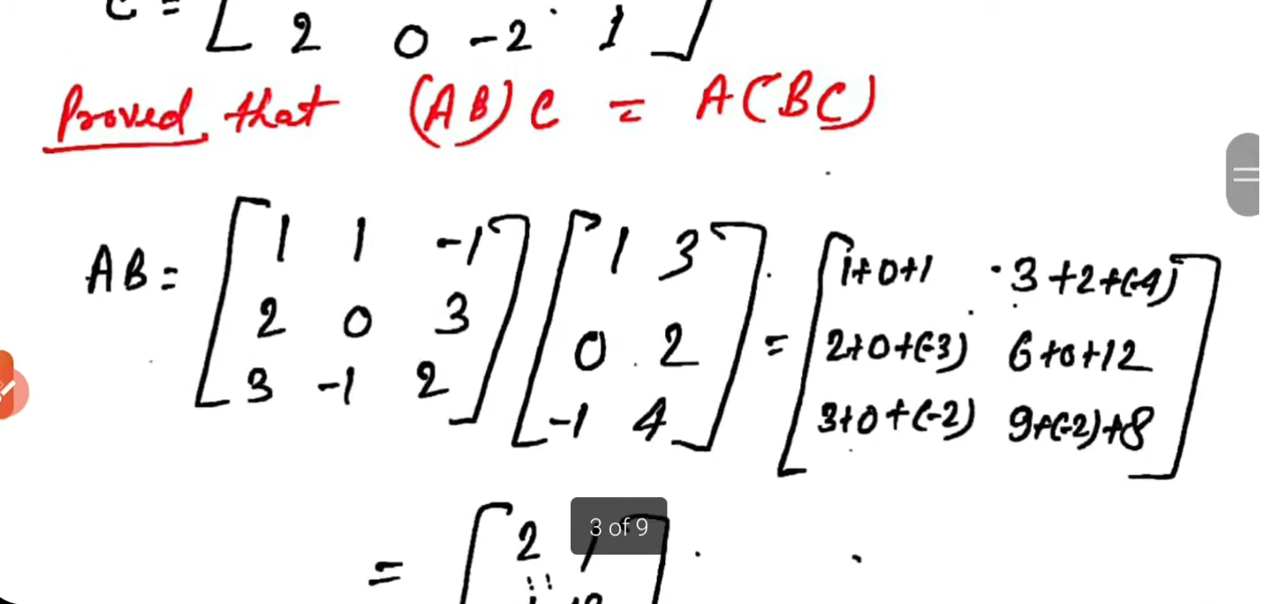 C =
2 0 -2 1
Proved that (AB)C = A(BC)
AB = [ 1 1 -1 ] [ 1 3 ] [ 1+0+1 3+2+(-4) ]
[ 2 0 3 ] [ 0 2 ] = [ 2+0+(-3) 6+0+12 ]
[ 3 -1 2 ] [ -1 4 ] [ 3+0+(-2) 9+(-2)+8 ]
3 of 9
= [ 2 1 ]